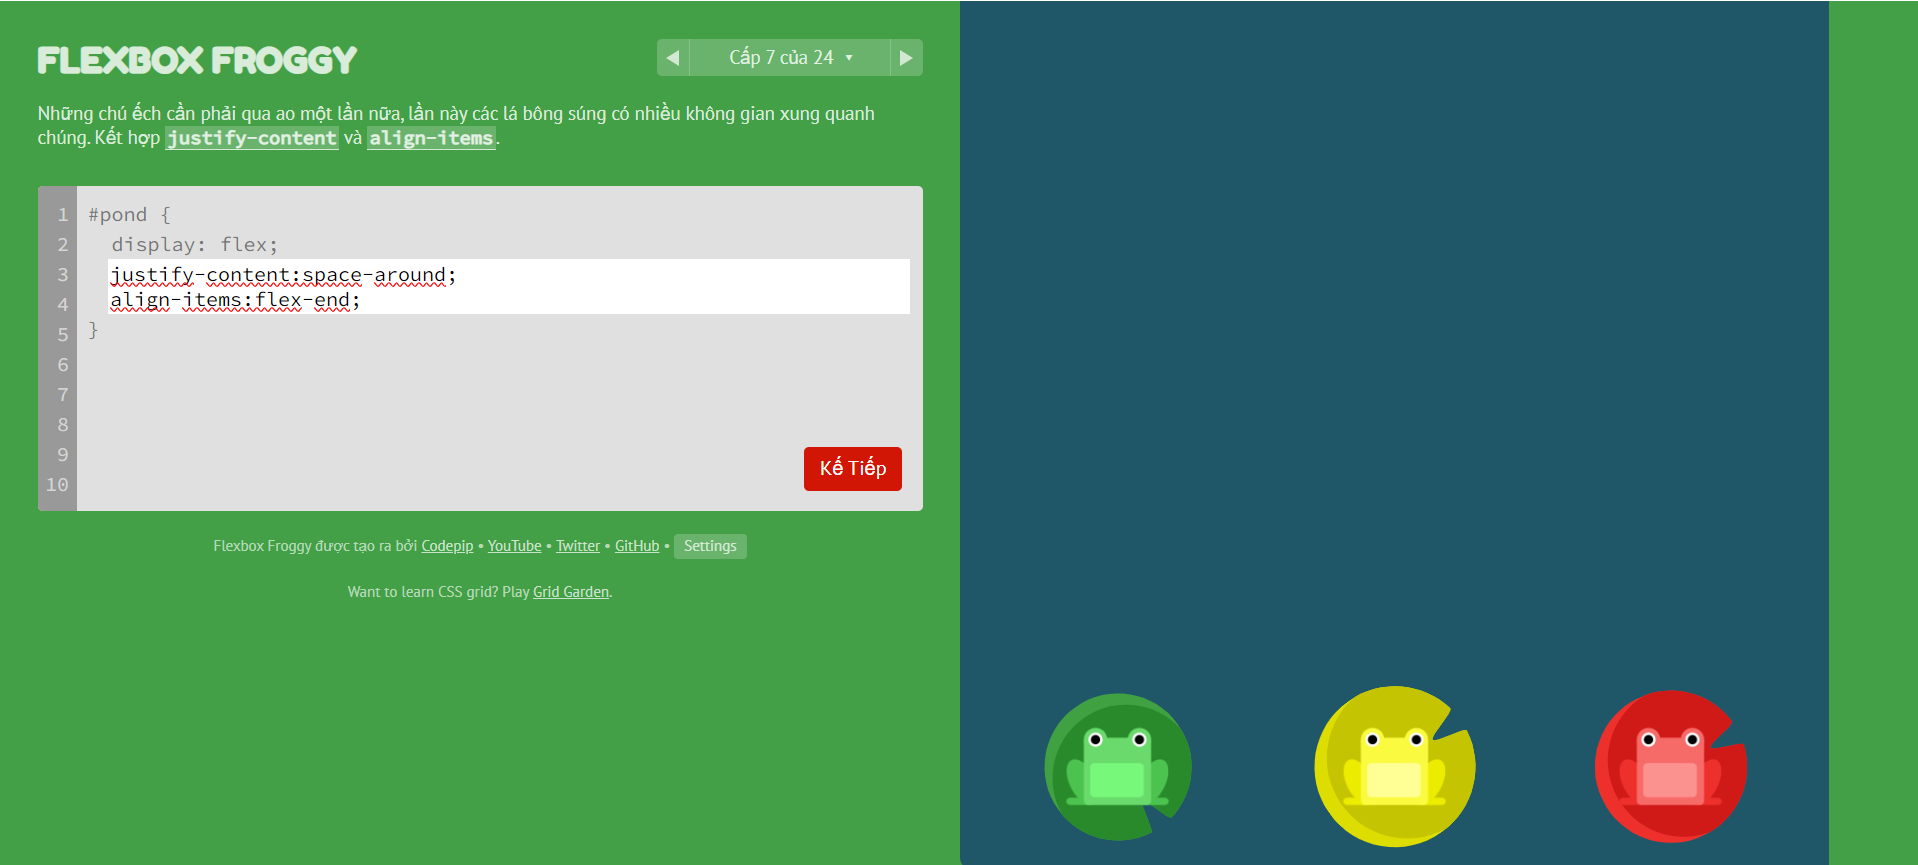 FLEXBOX FROGGY
Cấp 7 của 24
Những chú ếch cần phải qua ao một lần nữa, lần này các lá bông súng có nhiều không gian xung quanh
chúng. Kết hợp justify-content và align-items.
1 #pond {
2 display: flex;
3 justify-content:space-around;
4 align-items:flex-end;
5 }
6
7
8
9
10
Kế Tiếp
Flexbox Froggy được tạo ra bởi Codepip • YouTube • Twitter • GitHub • Settings
Want to learn CSS grid? Play Grid Garden.